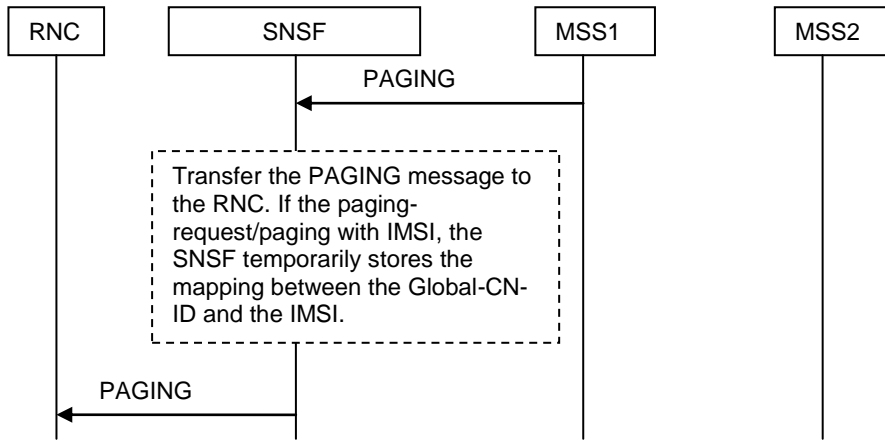 RNC
SNSF
MSS1
MSS2
PAGING
Transfer the PAGING message to
the RNC. If the paging-
request/paging with IMSI, the
SNSF temporarily stores the
mapping between the Global-CN-
ID and the IMSI.
PAGING